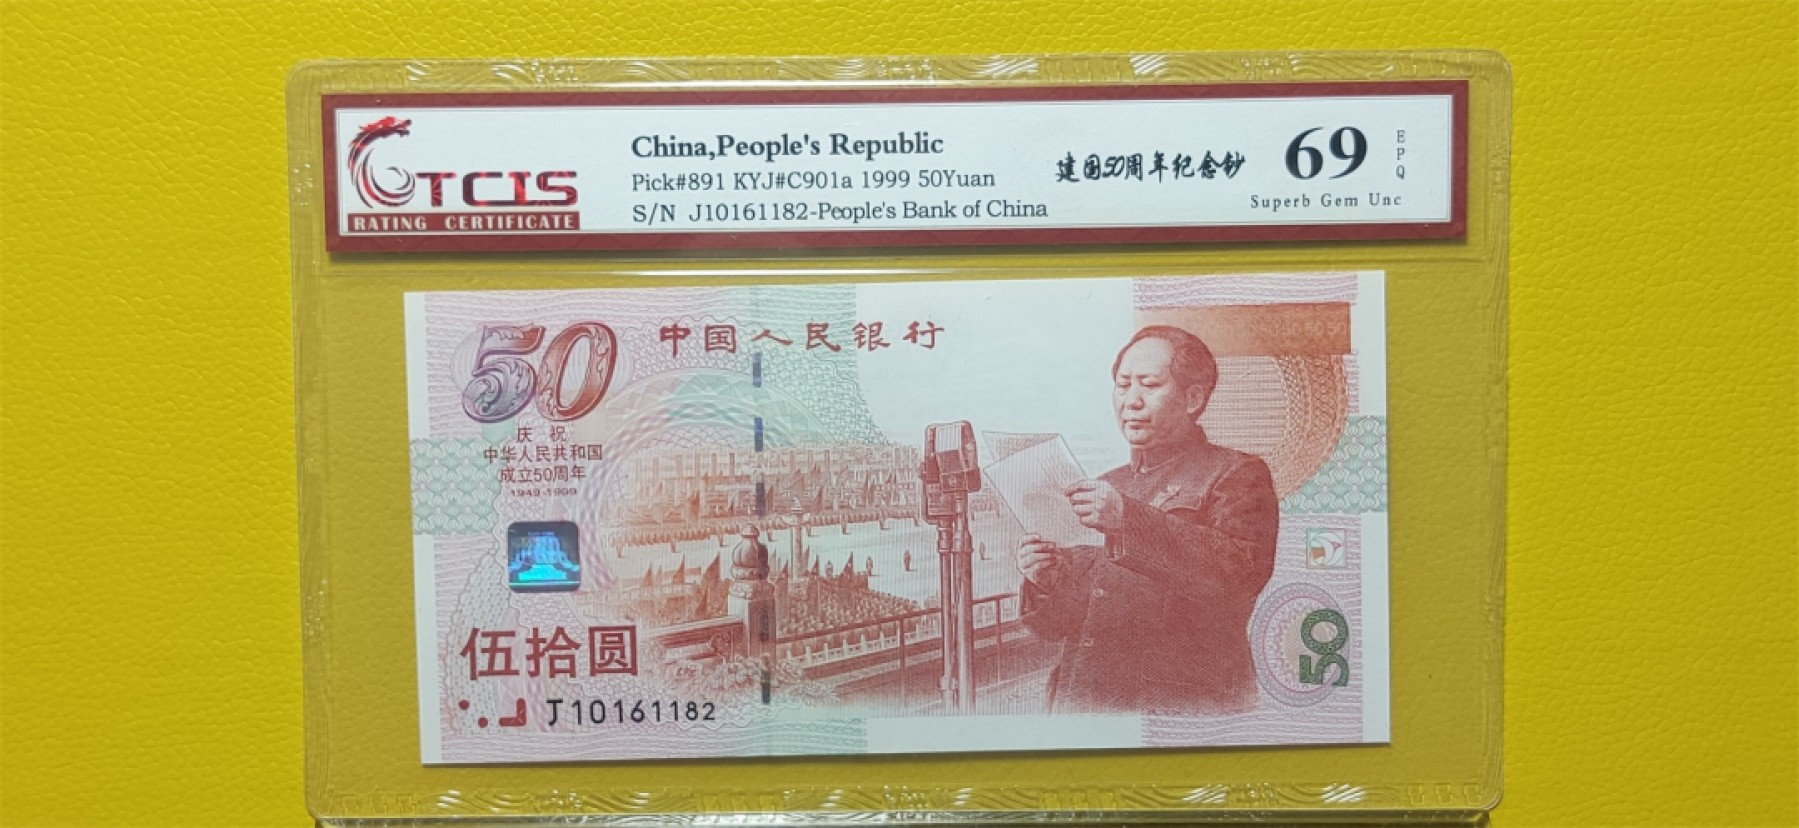 TCIS
RATING CERTIFICATE
China,People's Republic
Pick#891 KYJ#C901a 1999 50Yuan
S/N J10161182-People's Bank of China
建国50周年纪念钞
69
EPQ
Superb Gem Unc
50
中国人民银行
50 50 50
庆祝
中华人民共和国
成立50周年
1949-1999
伍拾圆
J10161182
50